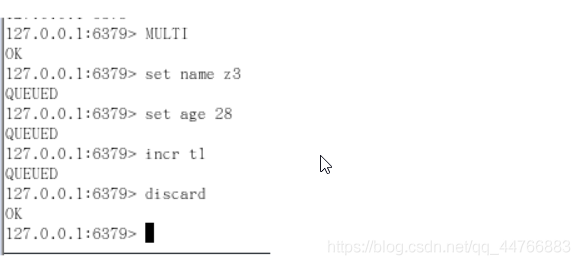 127.0.0.1:6379> MULTI
OK
127.0.0.1:6379> set name z3
QUEUED
127.0.0.1:6379> set age 28
QUEUED
127.0.0.1:6379> incr t1
QUEUED
127.0.0.1:6379> discard
OK
127.0.0.1:6379>
https://blog.csdn.net/qq_44766883